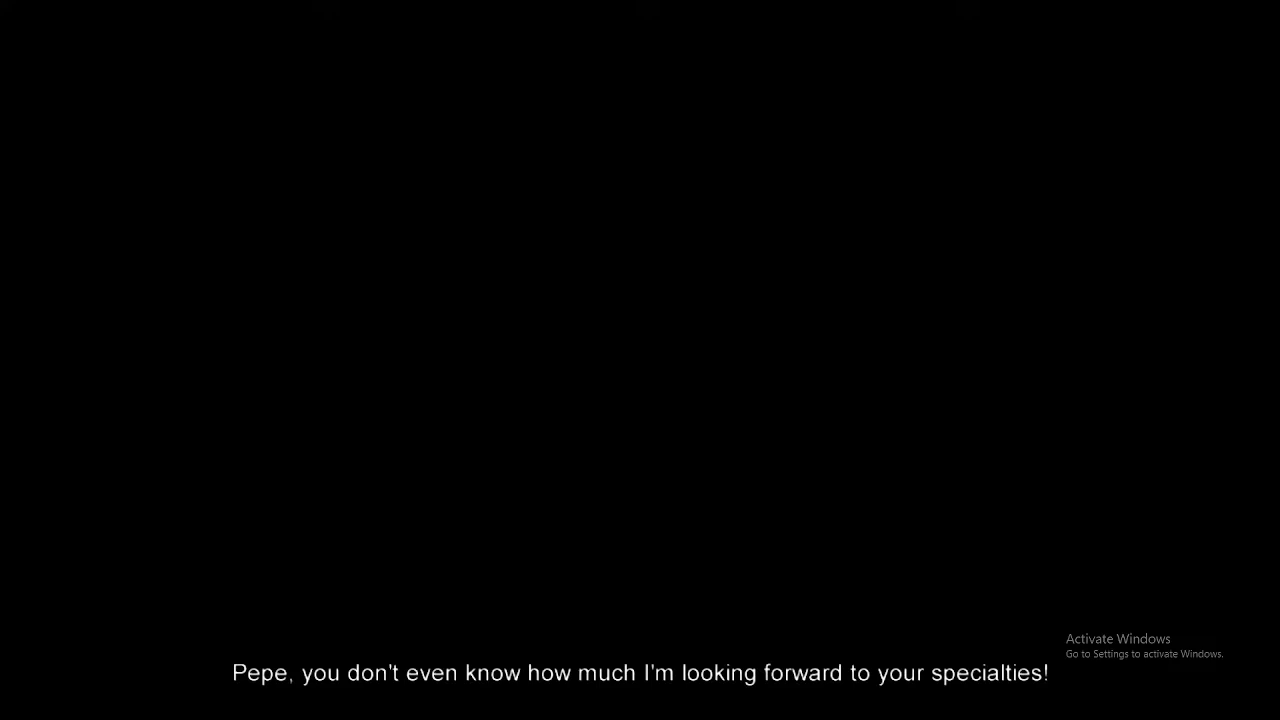 Activate Windows
Go to Settings to activate Windows.
Pepe, you don't even know how much I'm looking forward to your specialties!